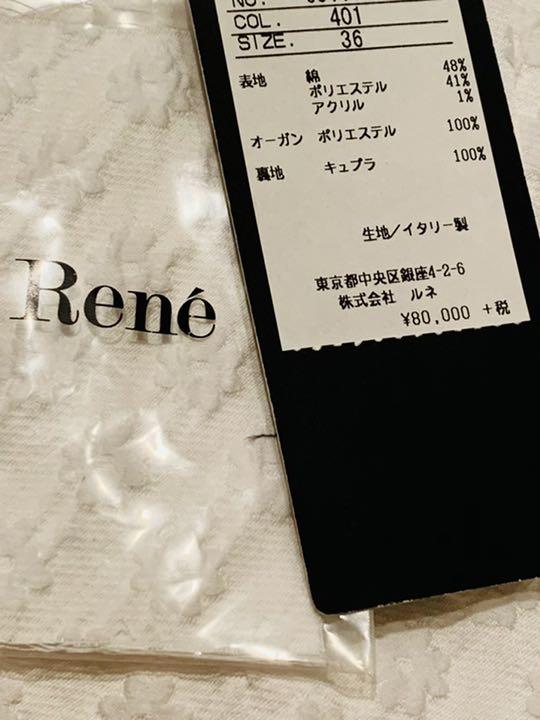 NO.
COL. 401
SIZE. 36
表地 綿 48%
ポリエステル 41%
アクリル 1%
オーガン ポリエステル 100%
裏地 キュプラ 100%
生地/イタリー製
東京都中央区銀座4-2-6
株式会社 ルネ
¥80,000 +税
René